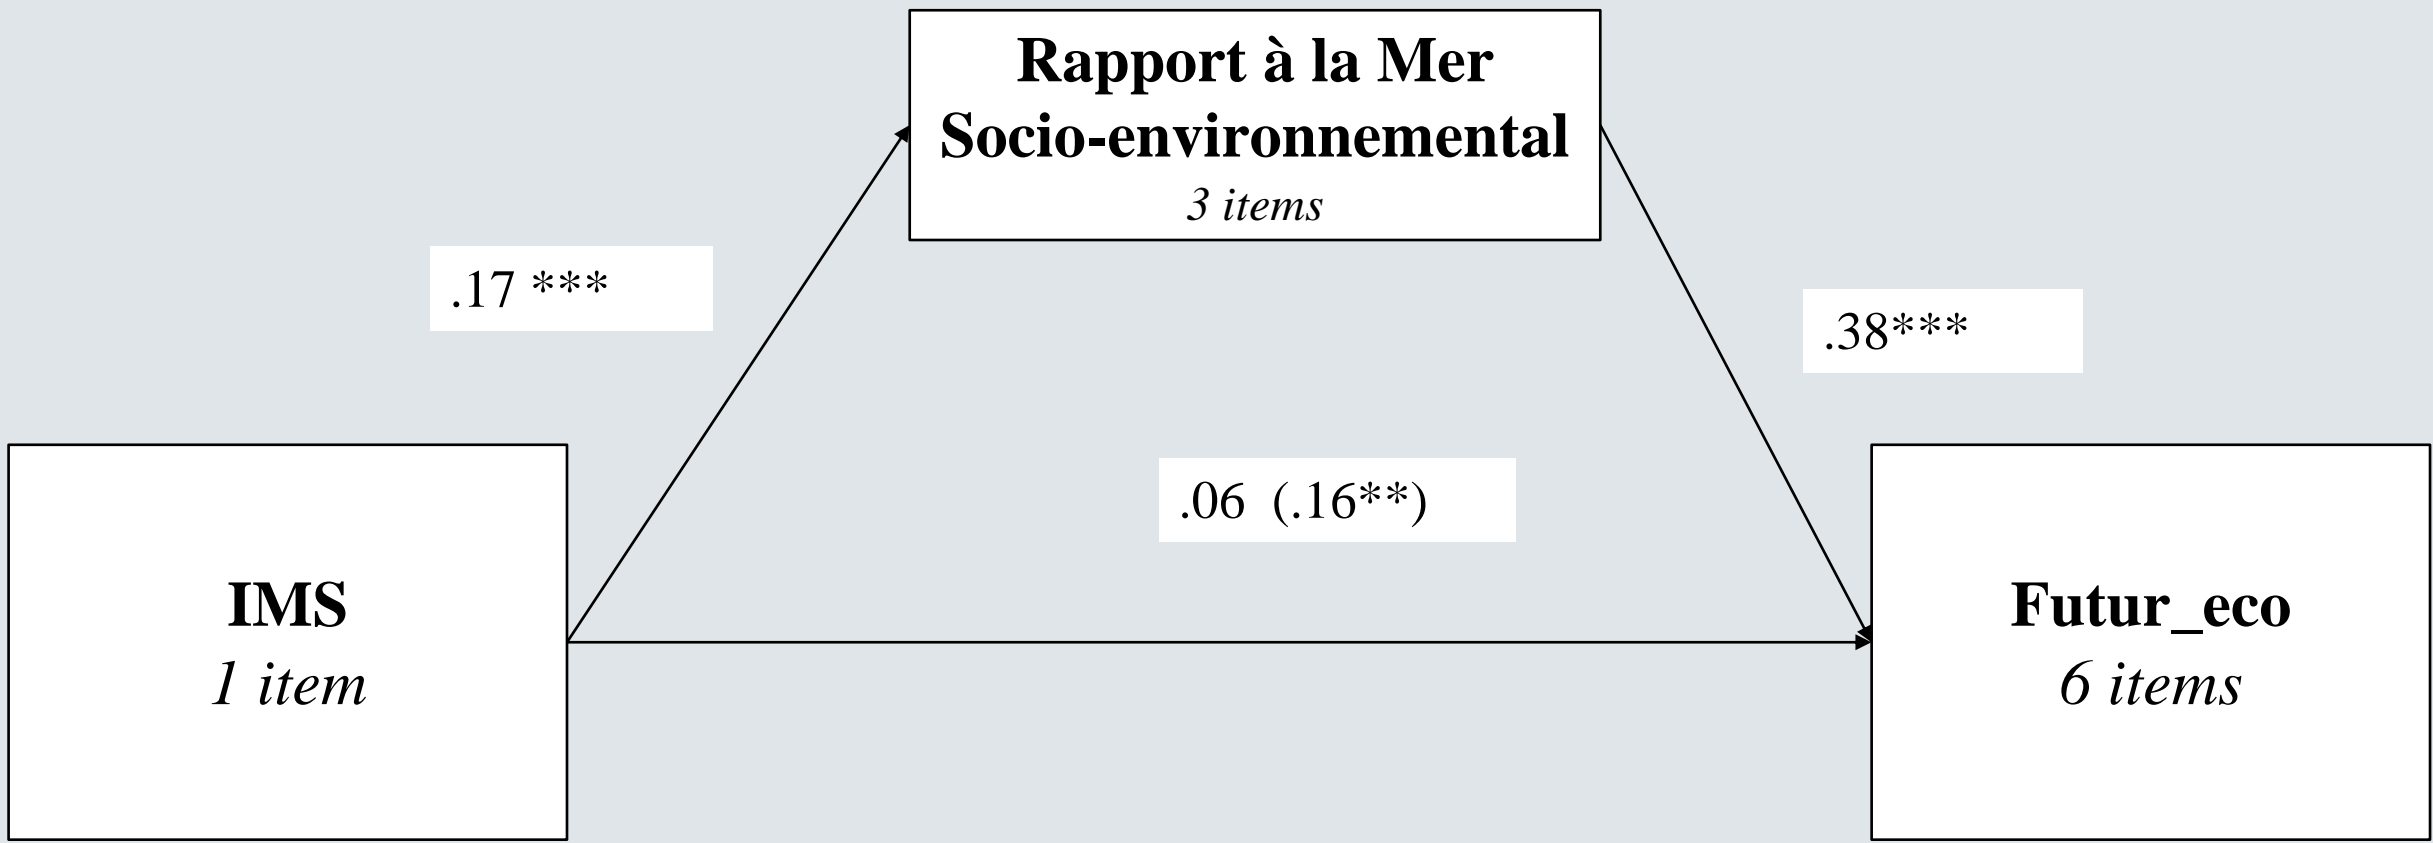 Rapport à la Mer
Socio-environnemental
3 items
.17 ***
.38***
.06  (.16**)
IMS
1 item
Futur_eco
6 items